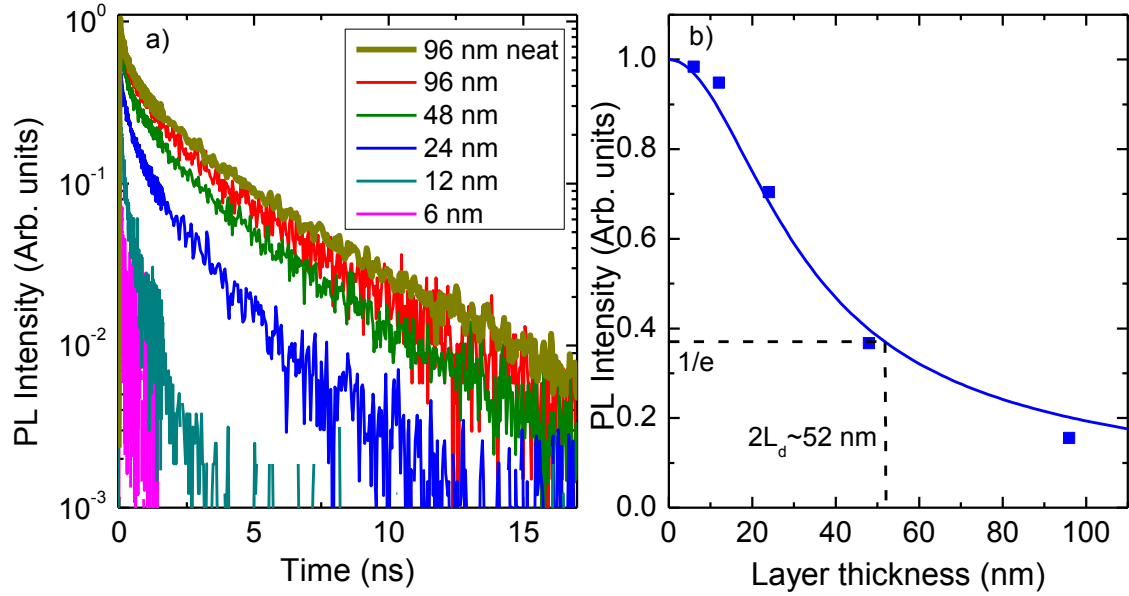 a)
96 nm neat
96 nm
48 nm
24 nm
12 nm
6 nm
10⁰
10⁻¹
10⁻²
10⁻³
PL Intensity (Arb. units)
0 5 10 15
Time (ns)
b)
1.0
0.8
0.6
0.4
0.2
0.0
PL Intensity (Arb. units)
1/e
2L_d~52 nm
0 20 40 60 80 100
Layer thickness (nm)